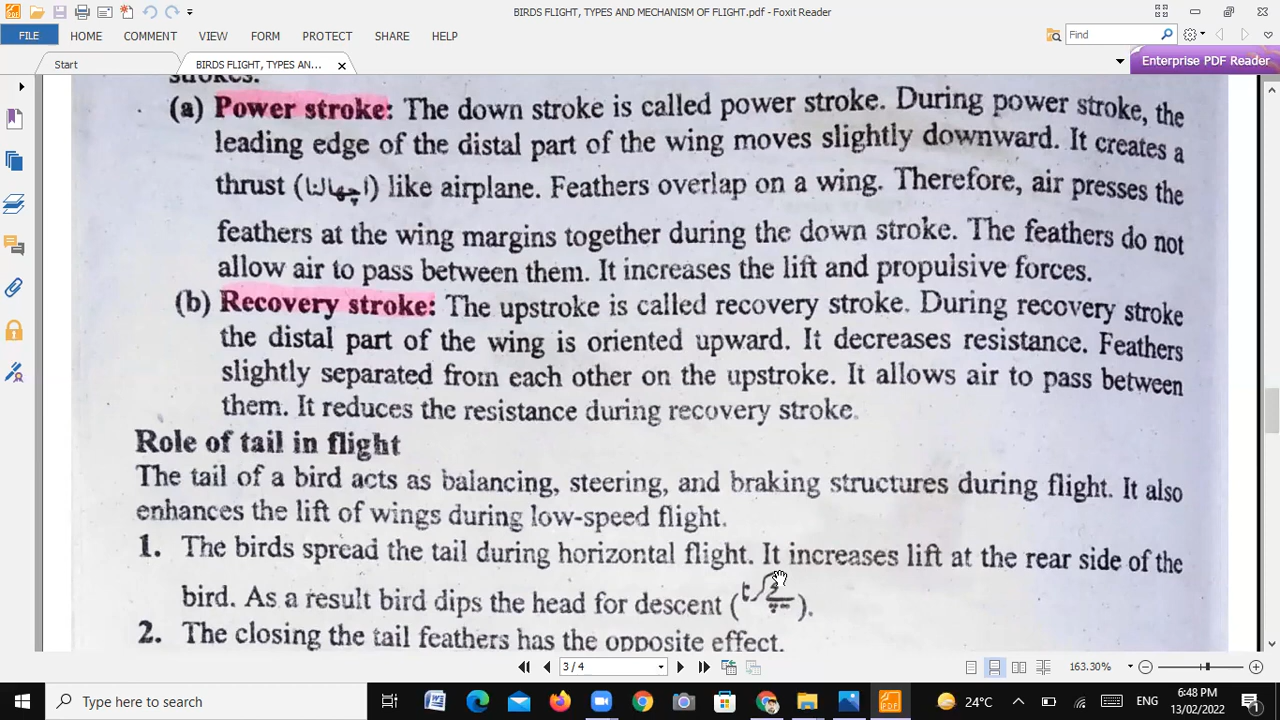 BIRDS FLIGHT, TYPES AND MECHANISM OF FLIGHT.pdf - Foxit Reader
FILE HOME COMMENT VIEW FORM PROTECT SHARE HELP Find
Start BIRDS FLIGHT, TYPES AN... Enterprise PDF Reader
strokes.
(a) Power stroke: The down stroke is called power stroke. During power stroke, the
leading edge of the distal part of the wing moves slightly downward. It creates a
thrust (اچھالنا) like airplane. Feathers overlap on a wing. Therefore, air presses the
feathers at the wing margins together during the down stroke. The feathers do not
allow air to pass between them. It increases the lift and propulsive forces.
(b) Recovery stroke: The upstroke is called recovery stroke. During recovery stroke
the distal part of the wing is oriented upward. It decreases resistance. Feathers
slightly separated from each other on the upstroke. It allows air to pass between
them. It reduces the resistance during recovery stroke.
Role of tail in flight
The tail of a bird acts as balancing, steering, and braking structures during flight. It also
enhances the lift of wings during low-speed flight.
1. The birds spread the tail during horizontal flight. It increases lift at the rear side of the
bird. As a result bird dips the head for descent ( ).
2. The closing the tail feathers has the opposite effect.
3 / 4 163.30%
Type here to search 24°C ENG 6:48 PM
13/02/2022